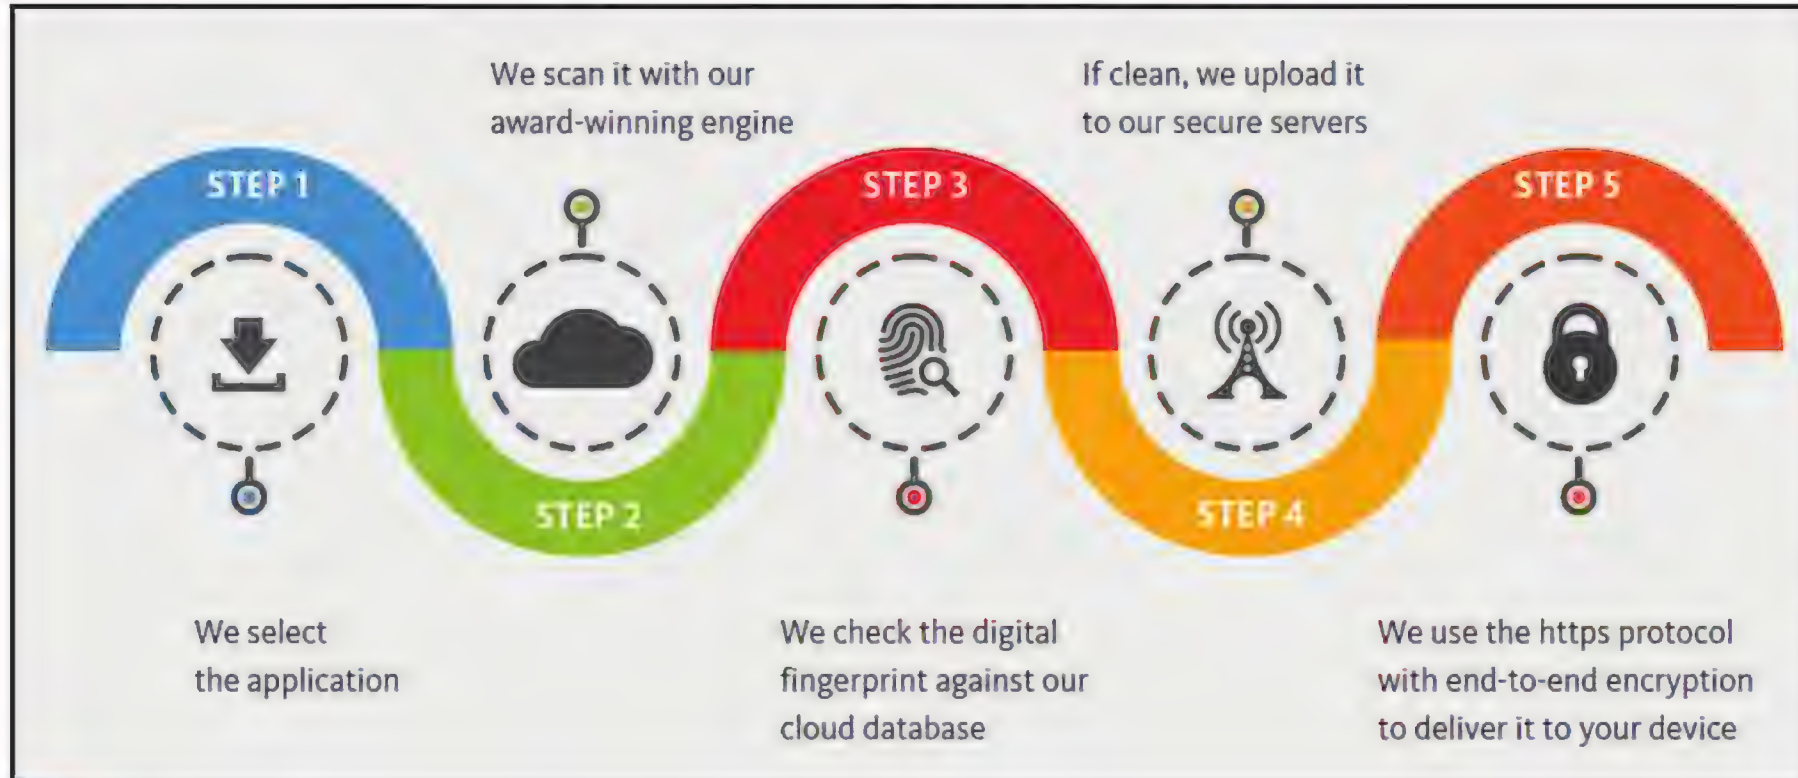 We scan it with our
award-winning engine
If clean, we upload it
to our secure servers
STEP 1
STEP 3
STEP 5
STEP 2
STEP 4
We select
the application
We check the digital
fingerprint against our
cloud database
We use the https protocol
with end-to-end encryption
to deliver it to your device